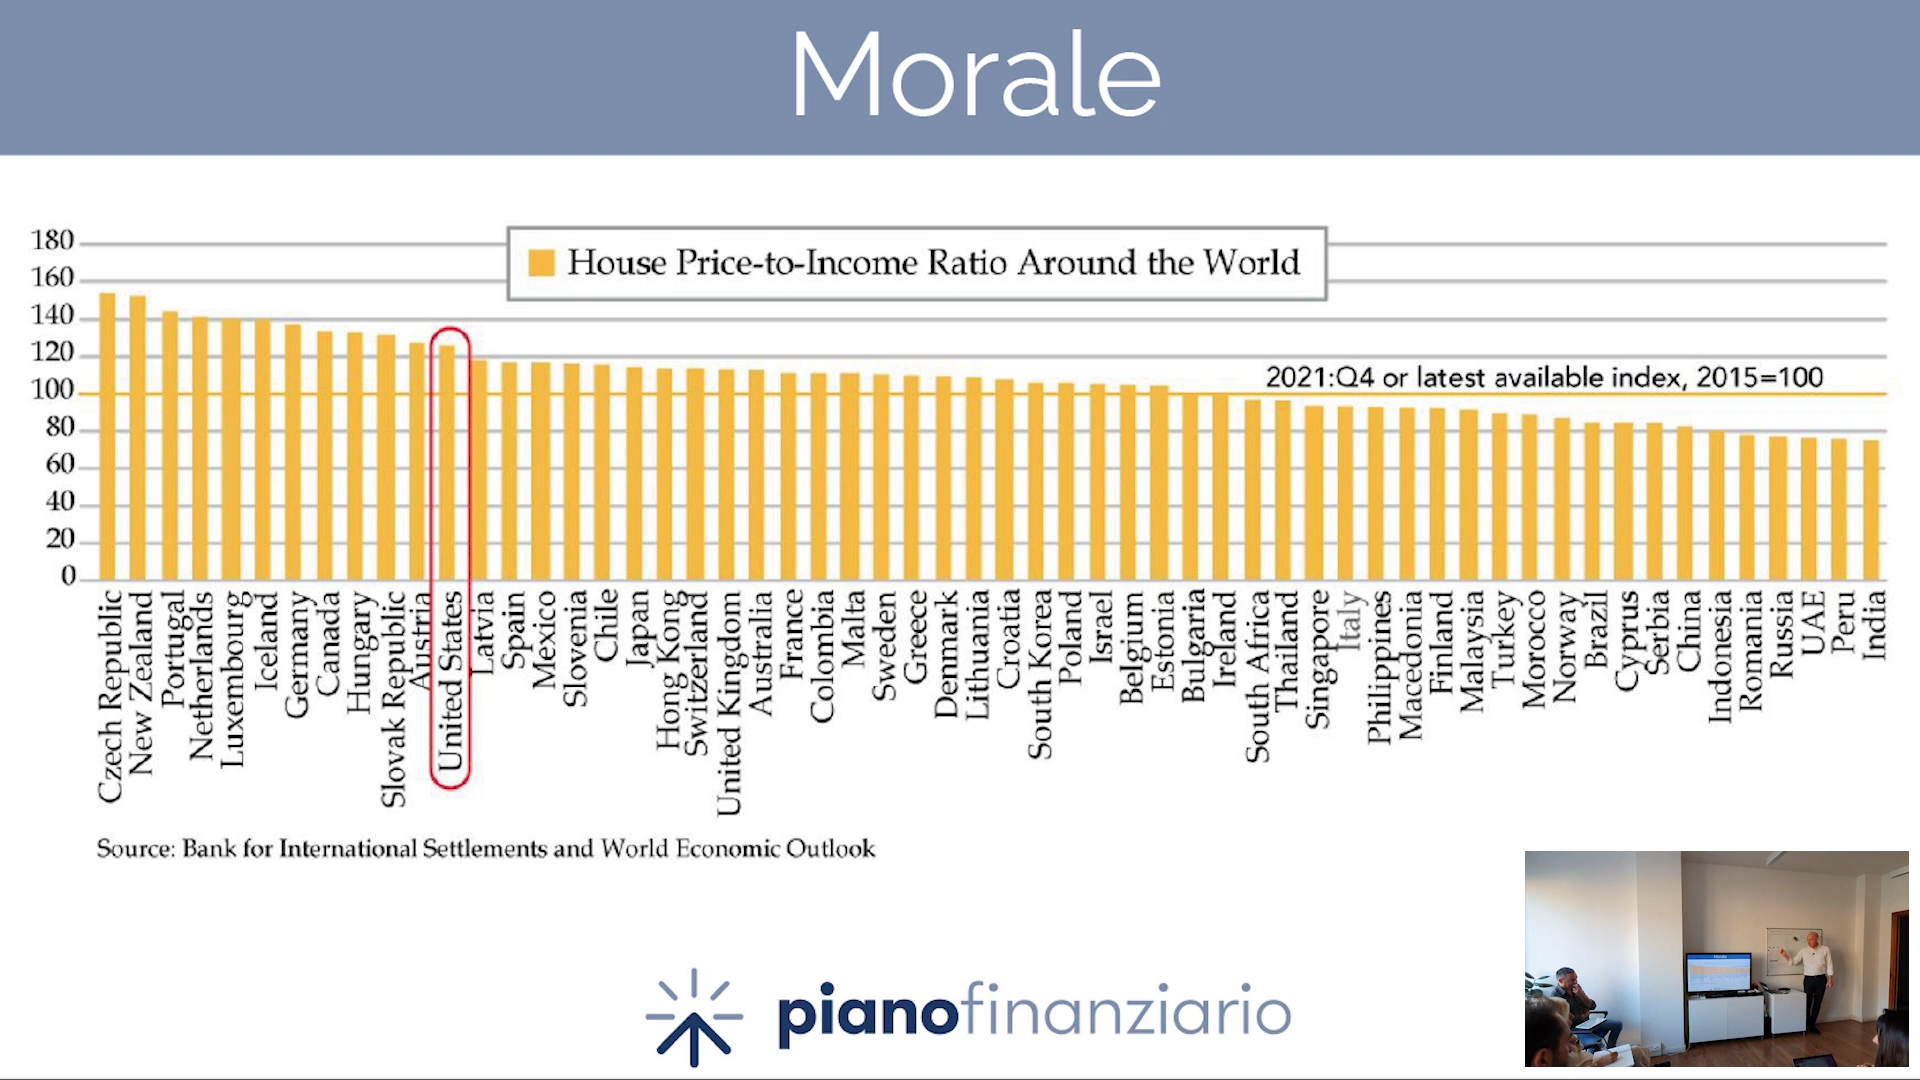 Morale
House Price-to-Income Ratio Around the World
180
160
140
120
100
80
60
40
20
0
2021:Q4 or latest available index, 2015=100
Czech Republic
New Zealand
Portugal
Netherlands
Luxembourg
Iceland
Germany
Canada
Hungary
Slovak Republic
Austria
United States
Latvia
Spain
Mexico
Slovenia
Chile
Japan
Hong Kong
Switzerland
United Kingdom
Australia
France
Colombia
Malta
Sweden
Greece
Denmark
Lithuania
Croatia
South Korea
Poland
Israel
Belgium
Estonia
Bulgaria
Ireland
South Africa
Thailand
Singapore
Italy
Philippines
Macedonia
Finland
Malaysia
Turkey
Morocco
Norway
Brazil
Cyprus
Serbia
China
Indonesia
Romania
Russia
UAE
Peru
India
Source: Bank for International Settlements and World Economic Outlook
pianofinanziario
Morale